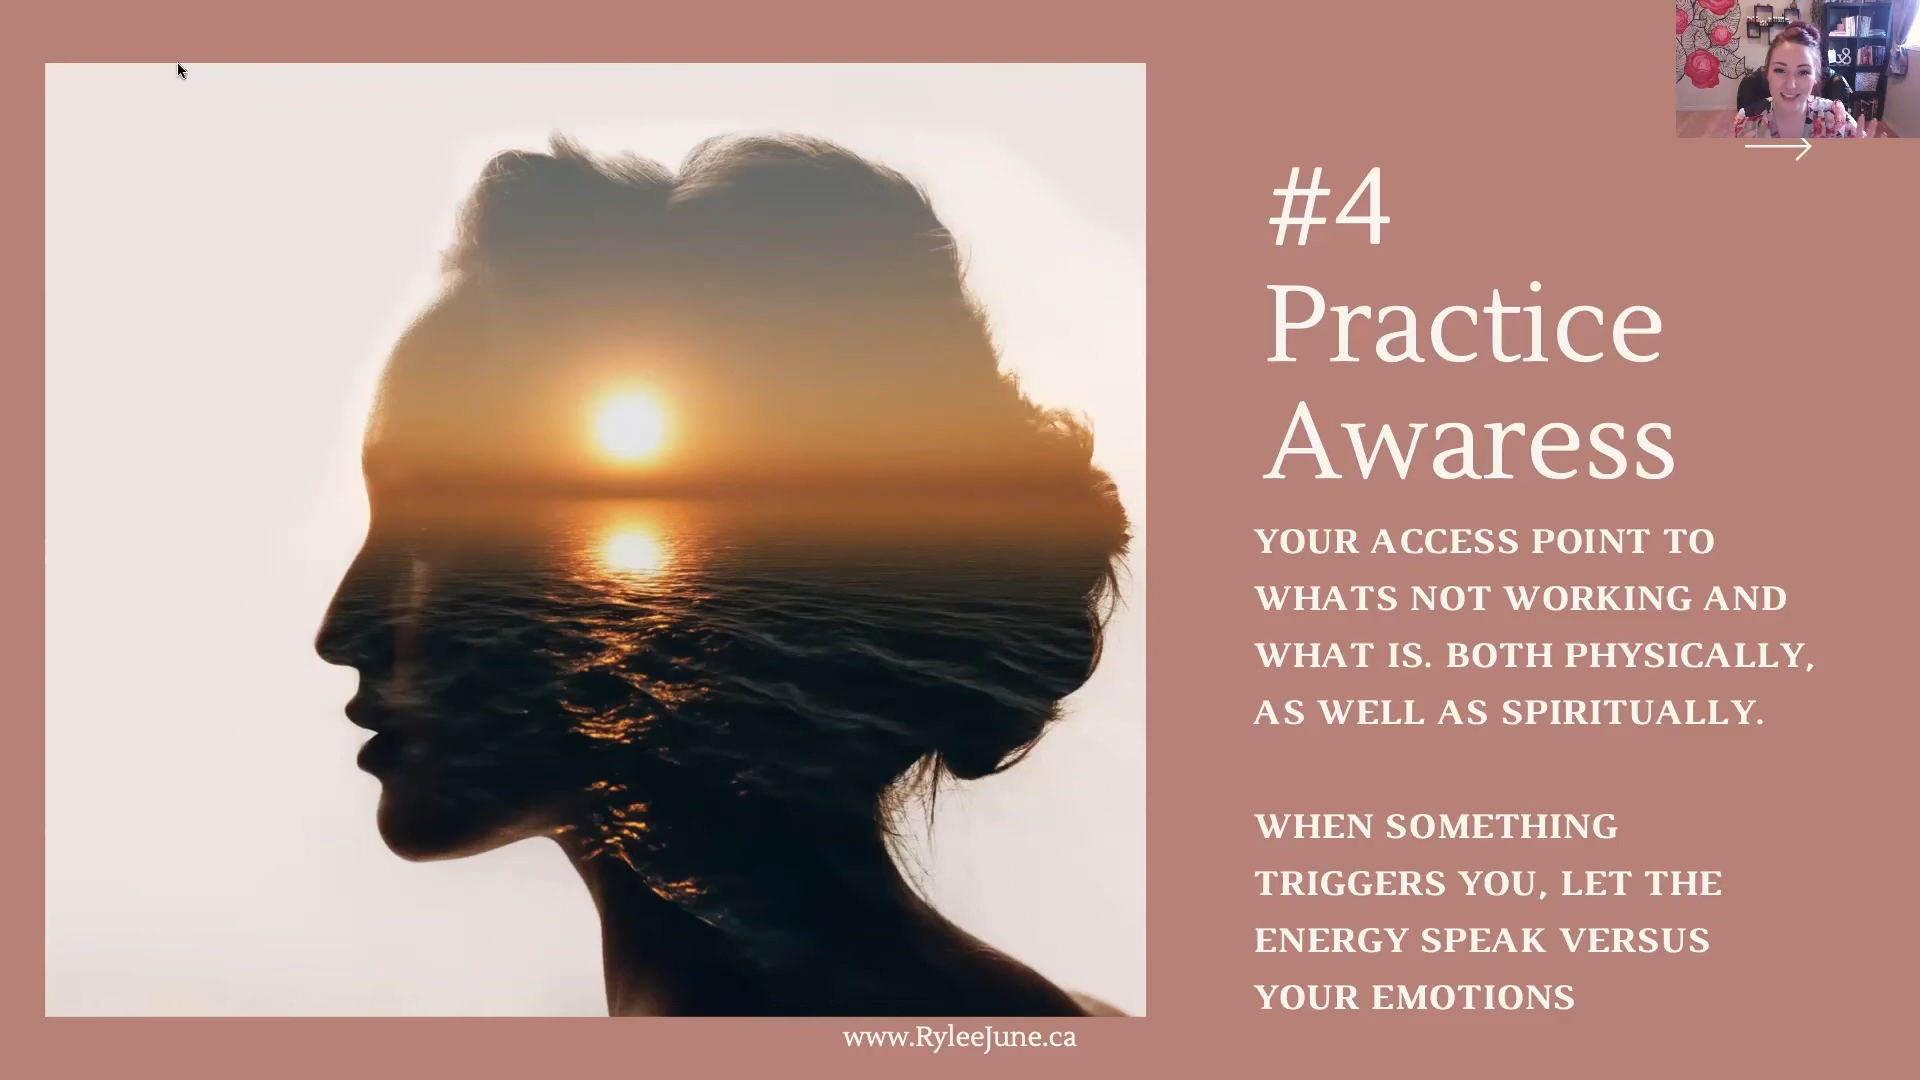 #4
Practice
Awaress
YOUR ACCESS POINT TO
WHATS NOT WORKING AND
WHAT IS. BOTH PHYSICALLY,
AS WELL AS SPIRITUALLY.
WHEN SOMETHING
TRIGGERS YOU, LET THE
ENERGY SPEAK VERSUS
YOUR EMOTIONS
www.RyleeJune.ca